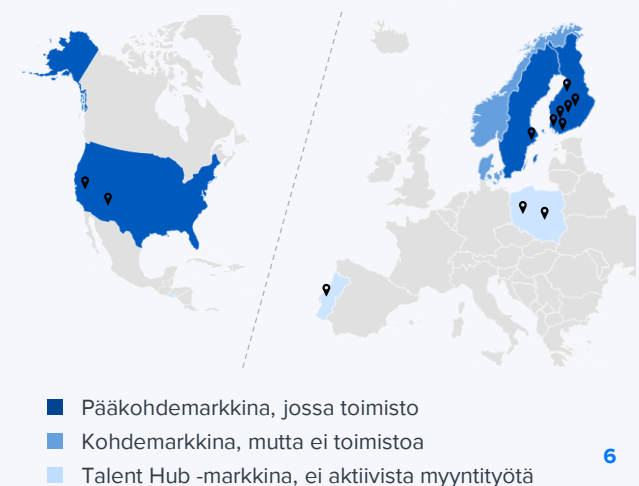 Pääkohdemarkkina, jossa toimisto
Kohdemarkkina, mutta ei toimistoa
Talent Hub -markkina, ei aktiivista myyntityötä
6